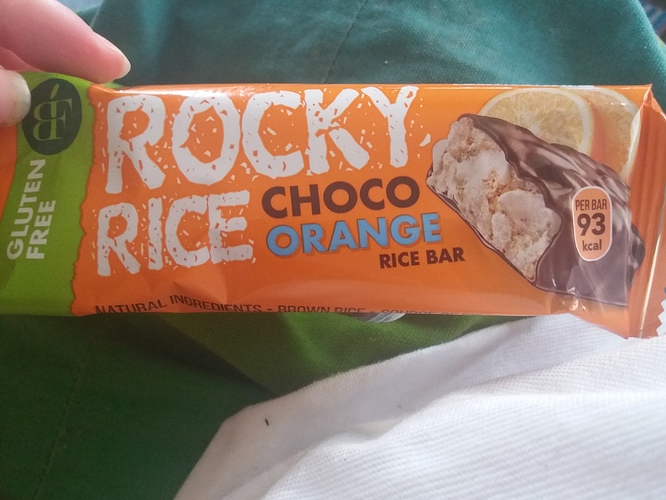 ROCKY
RICE
CHOCO
ORANGE
RICE BAR
GLUTEN
FREE
PER BAR
93
kcal
NATURAL INGREDIENTS - BROWN RICE -